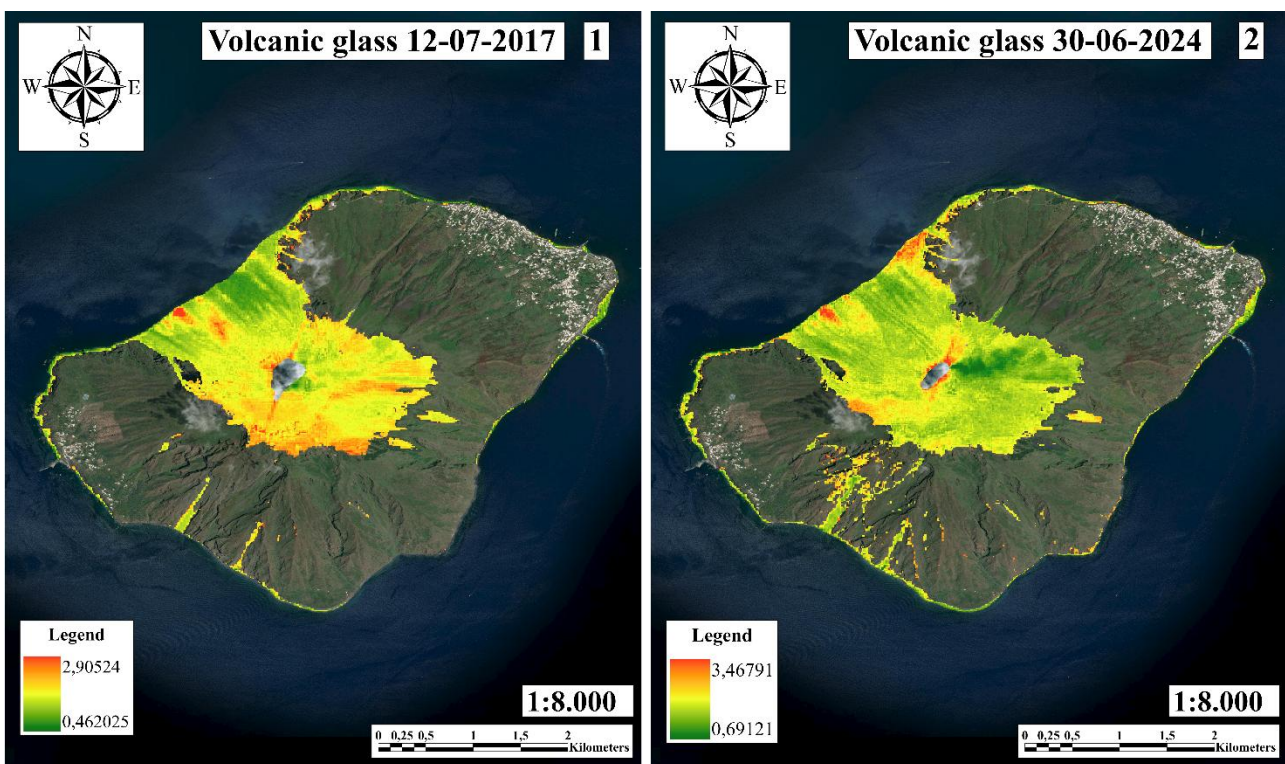 Volcanic glass 12-07-2017
1
N
W
E
S
Legend
2,90524
0,462025
1:8.000
0 0,25 0,5 1 1,5 2
Kilometers
Volcanic glass 30-06-2024
2
N
W
E
S
Legend
3,46791
0,69121
1:8.000
0 0,25 0,5 1 1,5 2
Kilometers